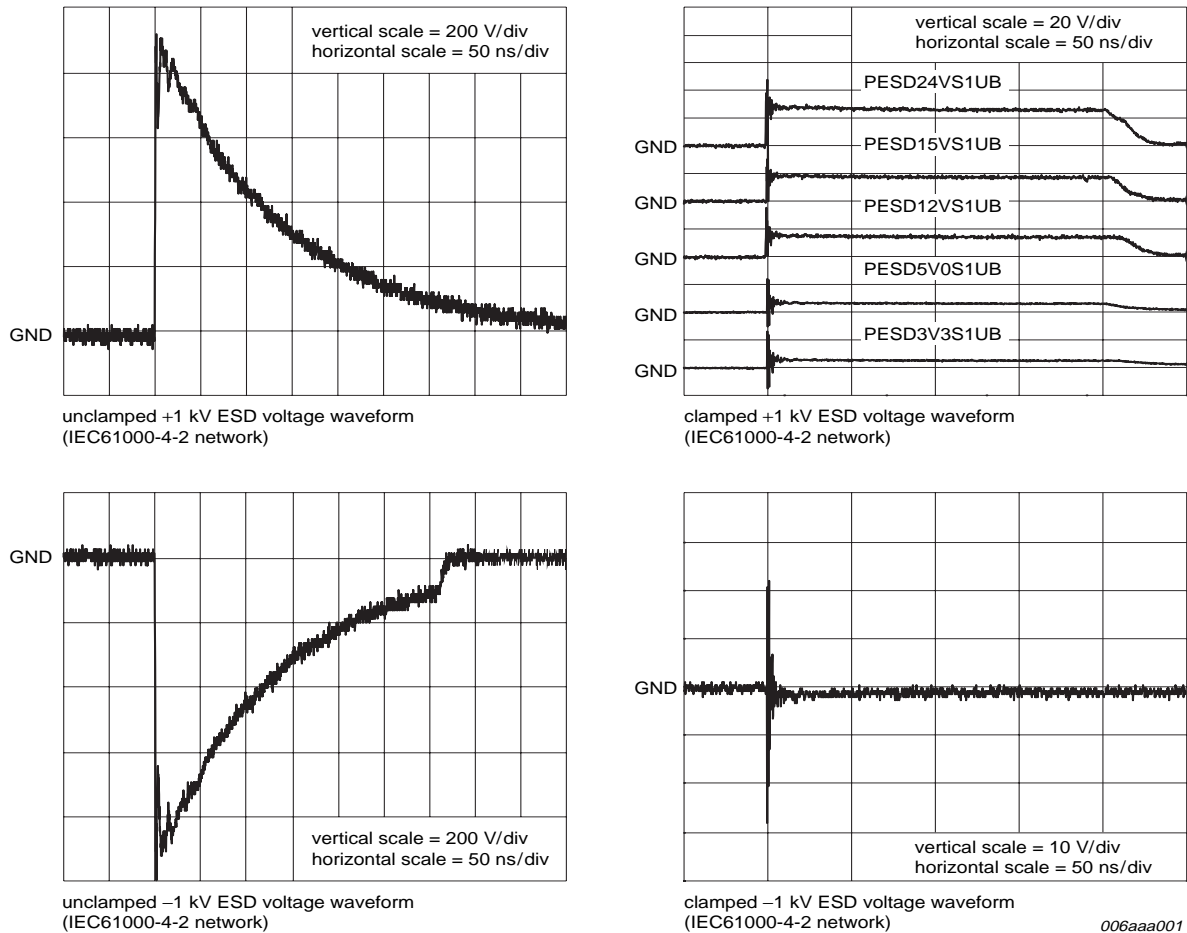 vertical scale = 200 V/div
horizontal scale = 50 ns/div
GND
unclamped +1 kV ESD voltage waveform
(IEC61000-4-2 network)
vertical scale = 20 V/div
horizontal scale = 50 ns/div
PESD24VS1UB
GND
PESD15VS1UB
GND
PESD12VS1UB
GND
PESD5V0S1UB
GND
PESD3V3S1UB
GND
clamped +1 kV ESD voltage waveform
(IEC61000-4-2 network)
GND
vertical scale = 200 V/div
horizontal scale = 50 ns/div
unclamped −1 kV ESD voltage waveform
(IEC61000-4-2 network)
GND
vertical scale = 10 V/div
horizontal scale = 50 ns/div
clamped −1 kV ESD voltage waveform
(IEC61000-4-2 network)
006aaa001